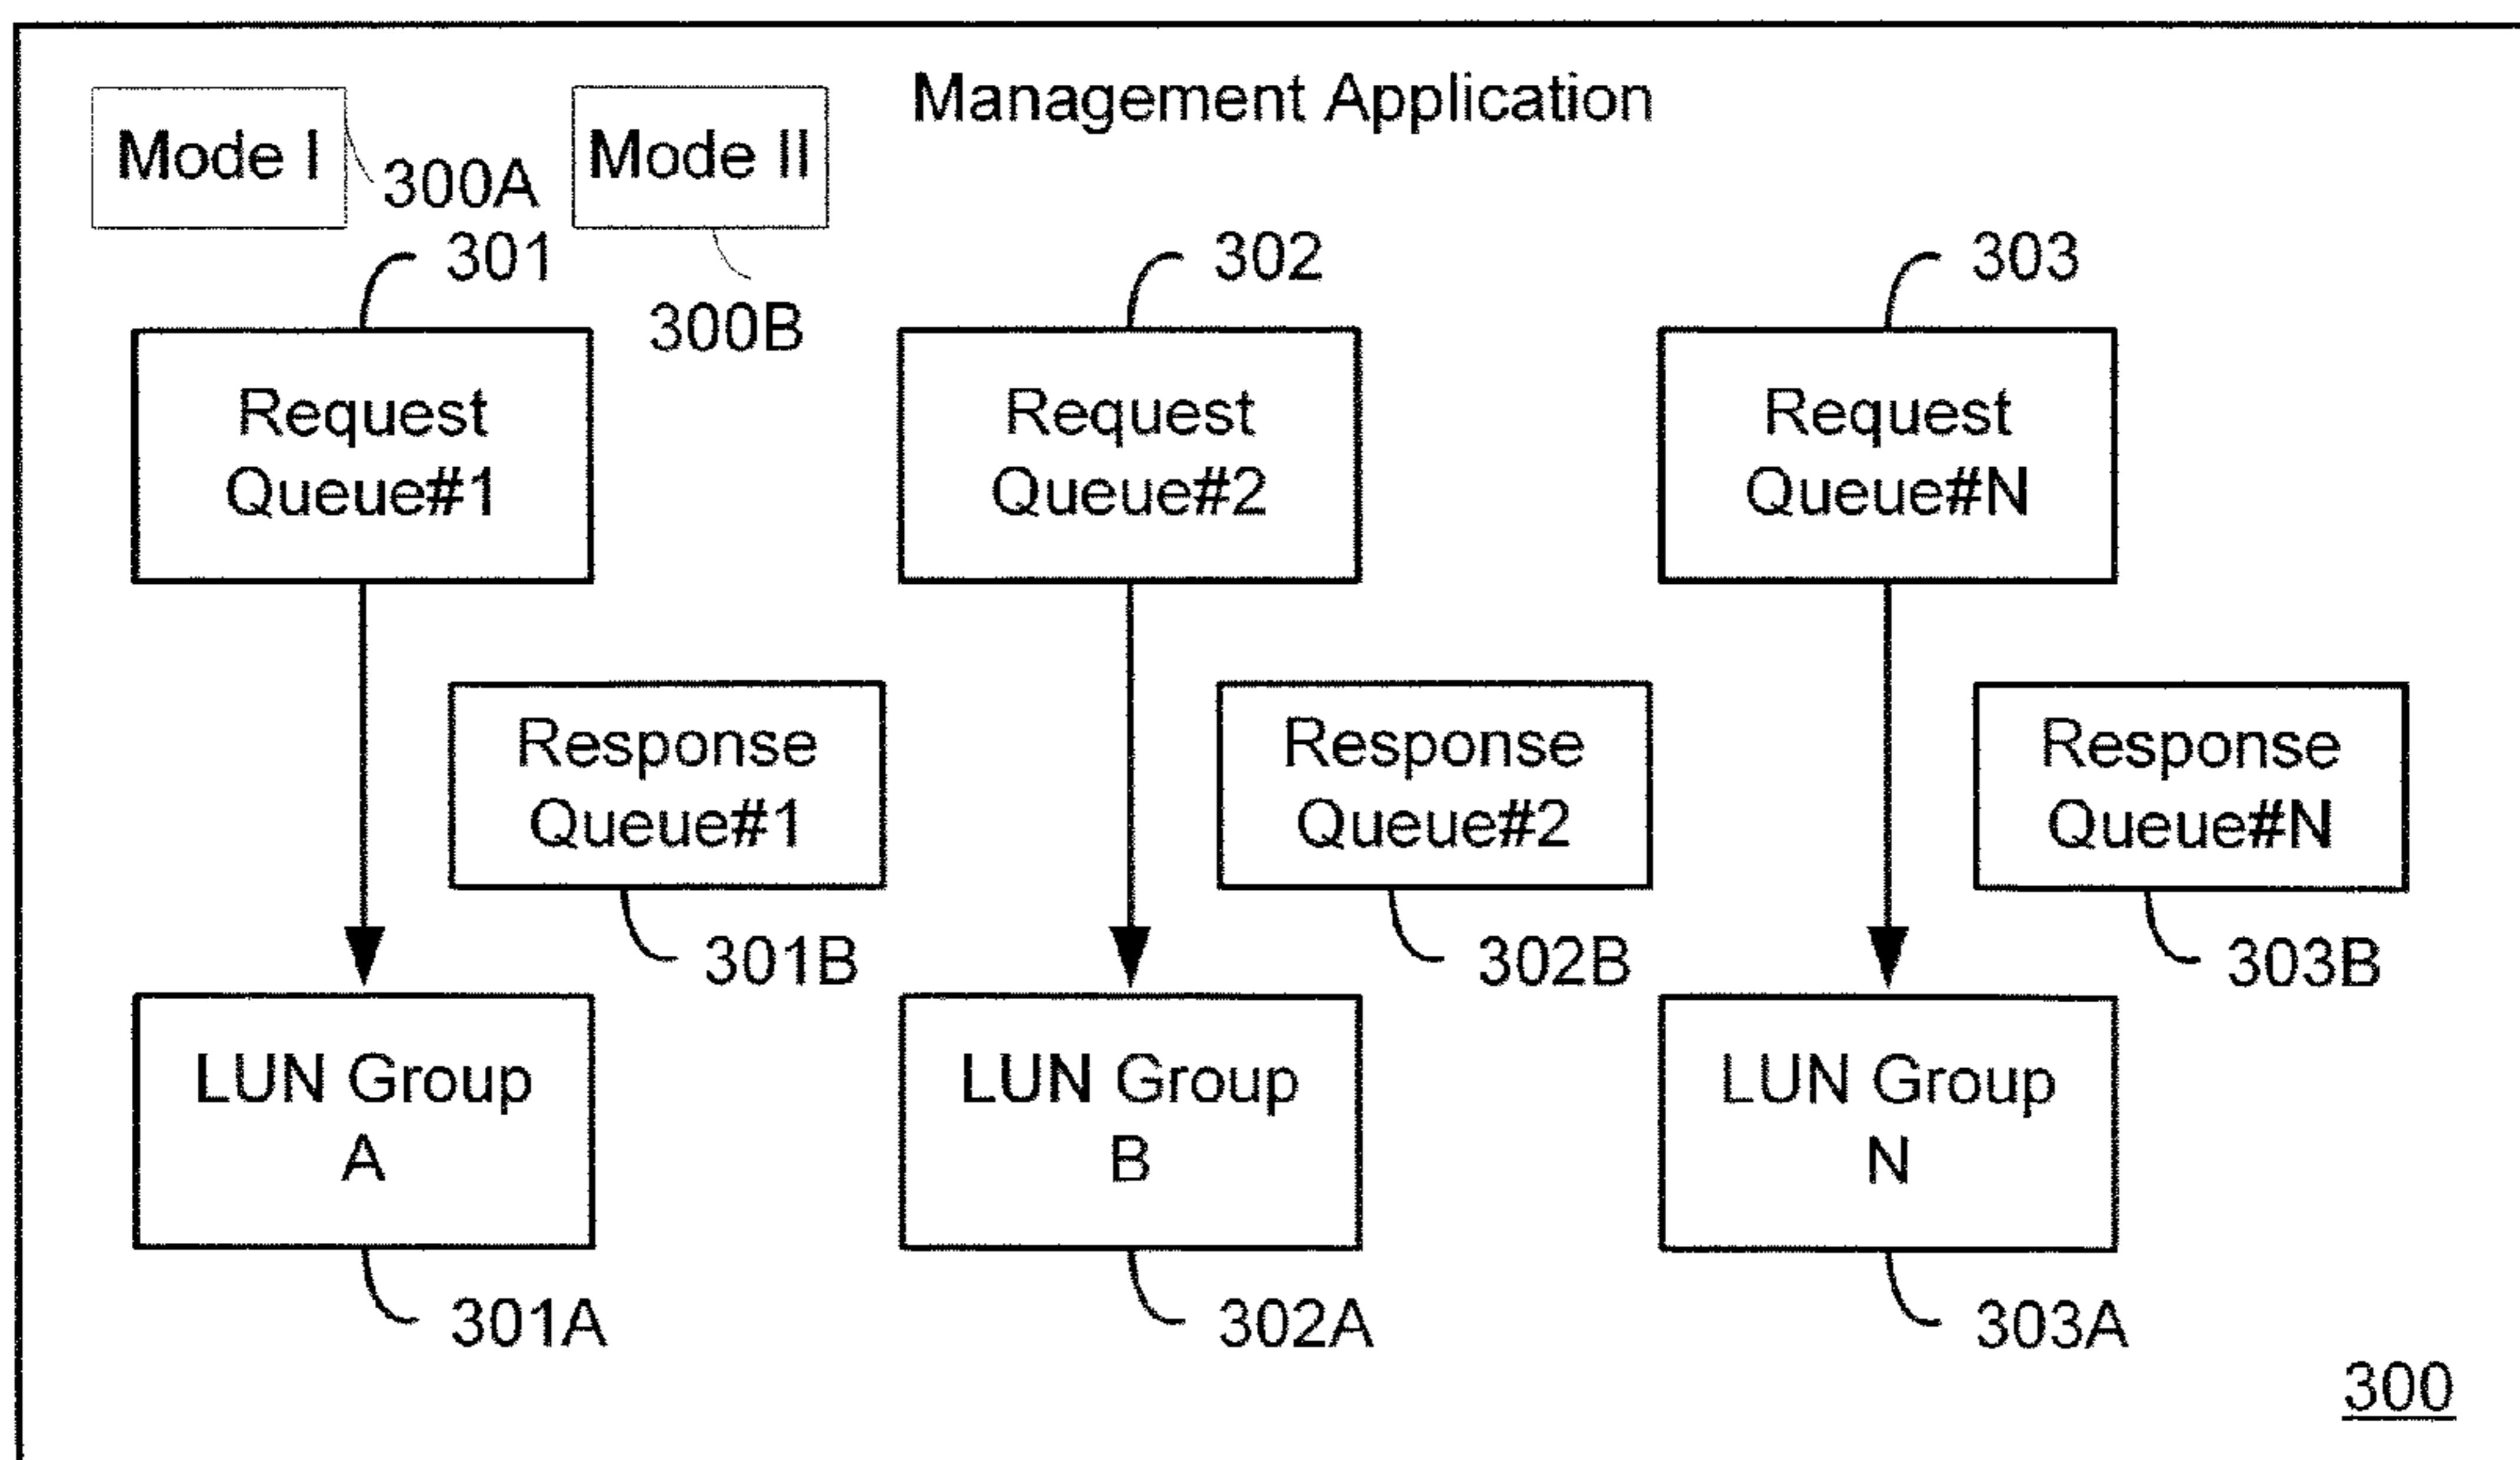 Management Application
Mode I
300A
Mode II
300B
301
302
303
Request
Queue#1
Request
Queue#2
Request
Queue#N
Response
Queue#1
Response
Queue#2
Response
Queue#N
301B
302B
303B
LUN Group
A
LUN Group
B
LUN Group
N
301A
302A
303A
300